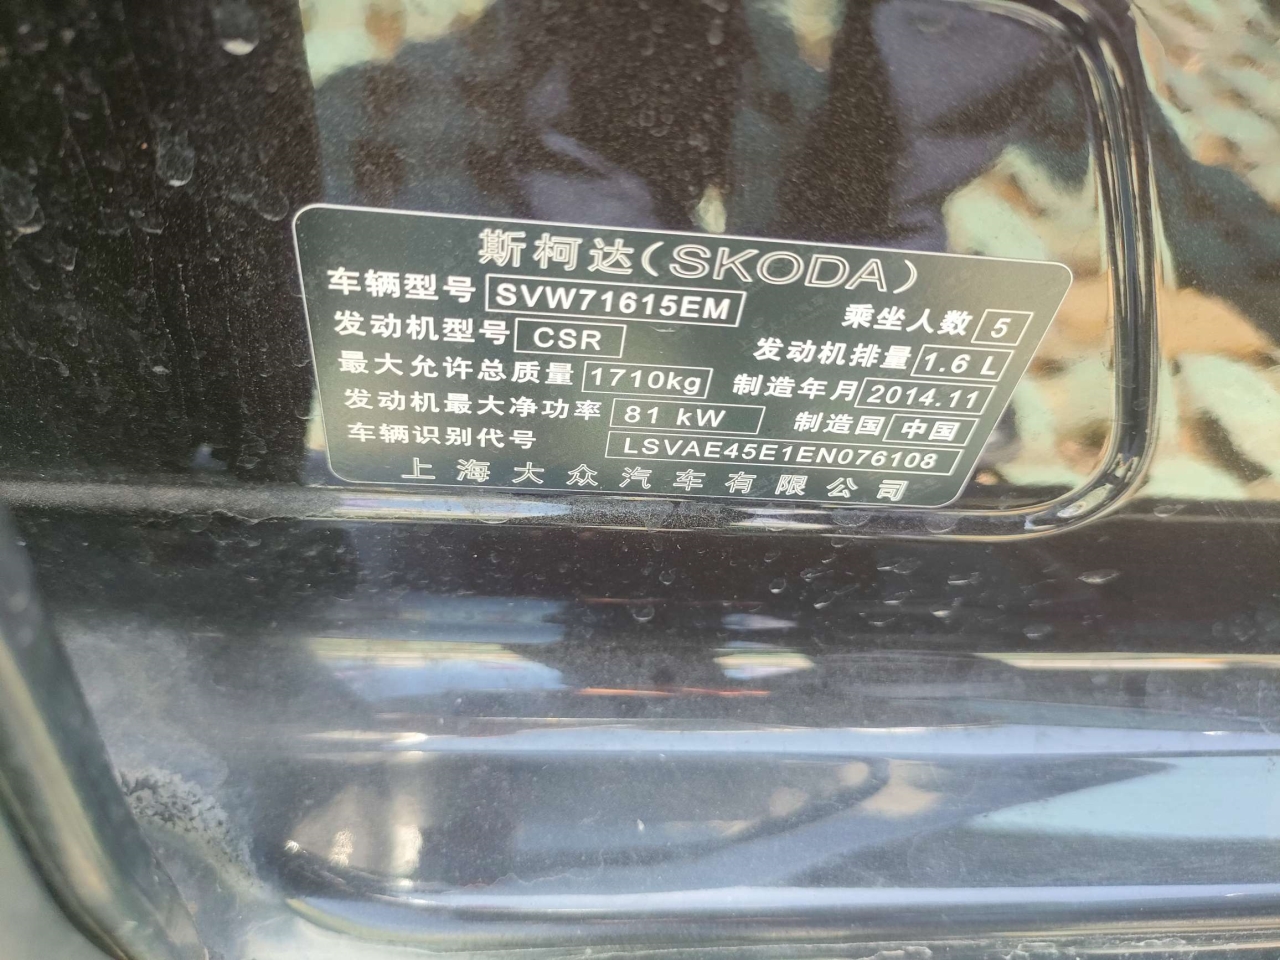 斯柯达(SKODA)
车辆型号 SVW71615EM 乘坐人数 5
发动机型号 CSR 发动机排量 1.6 L
最大允许总质量 1710kg 制造年月 2014.11
发动机最大净功率 81 kW 制造国 中国
车辆识别代号 LSVAE45E1EN076108
上海大众汽车有限公司